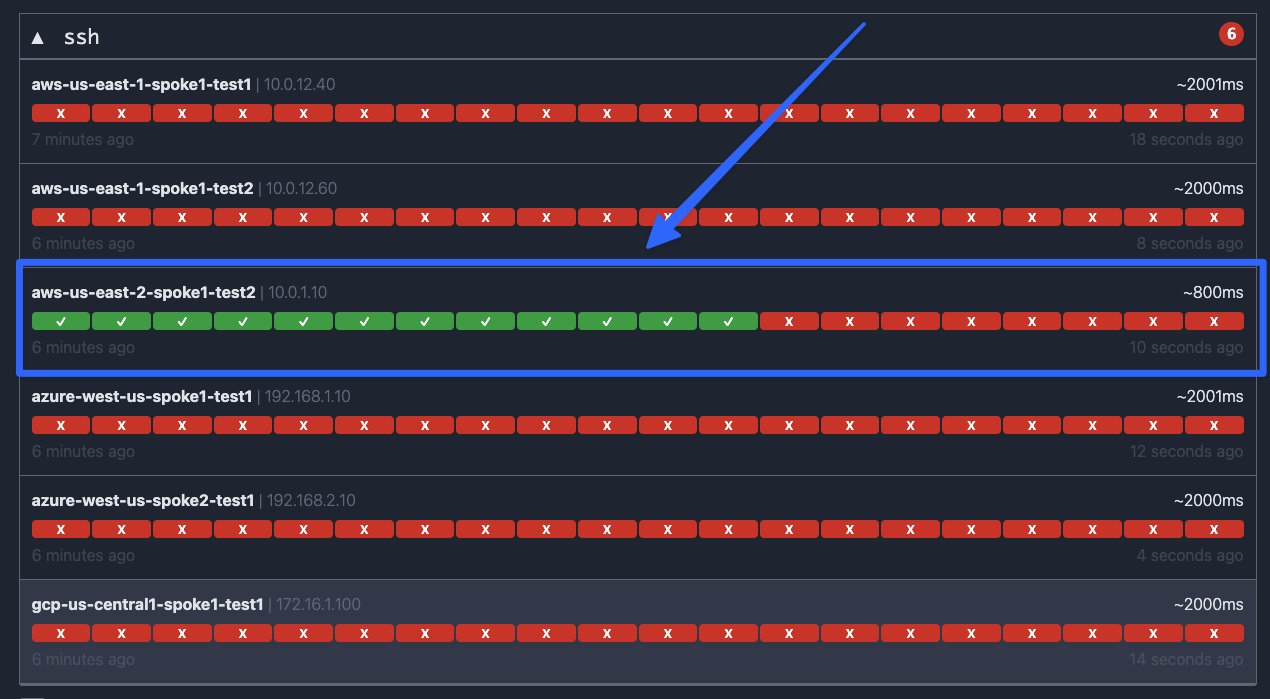 ▲ ssh 6
aws-us-east-1-spoke1-test1 | 10.0.12.40 ~2001ms
X X X X X X X X X X X X X X X X X X X X
7 minutes ago 18 seconds ago
aws-us-east-1-spoke1-test2 | 10.0.12.60 ~2000ms
X X X X X X X X X X X X X X X X X X X X
6 minutes ago 8 seconds ago
aws-us-east-2-spoke1-test2 | 10.0.1.10 ~800ms
✓ ✓ ✓ ✓ ✓ ✓ ✓ ✓ ✓ ✓ ✓ ✓ X X X X X X X X
6 minutes ago 10 seconds ago
azure-west-us-spoke1-test1 | 192.168.1.10 ~2001ms
X X X X X X X X X X X X X X X X X X X X
6 minutes ago 12 seconds ago
azure-west-us-spoke2-test1 | 192.168.2.10 ~2000ms
X X X X X X X X X X X X X X X X X X X X
6 minutes ago 4 seconds ago
gcp-us-central1-spoke1-test1 | 172.16.1.100 ~2000ms
X X X X X X X X X X X X X X X X X X X X
6 minutes ago 14 seconds ago